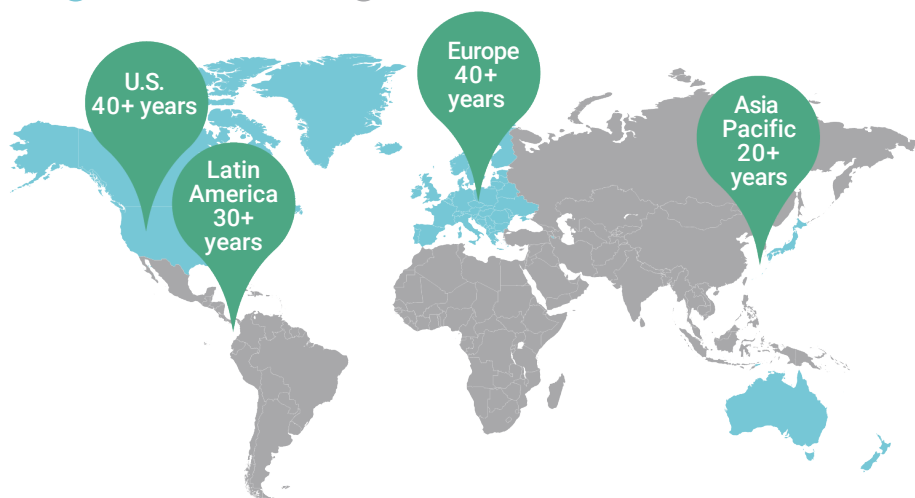 U.S.
40+ years
Latin
America
30+
years
Europe
40+
years
Asia
Pacific
20+
years